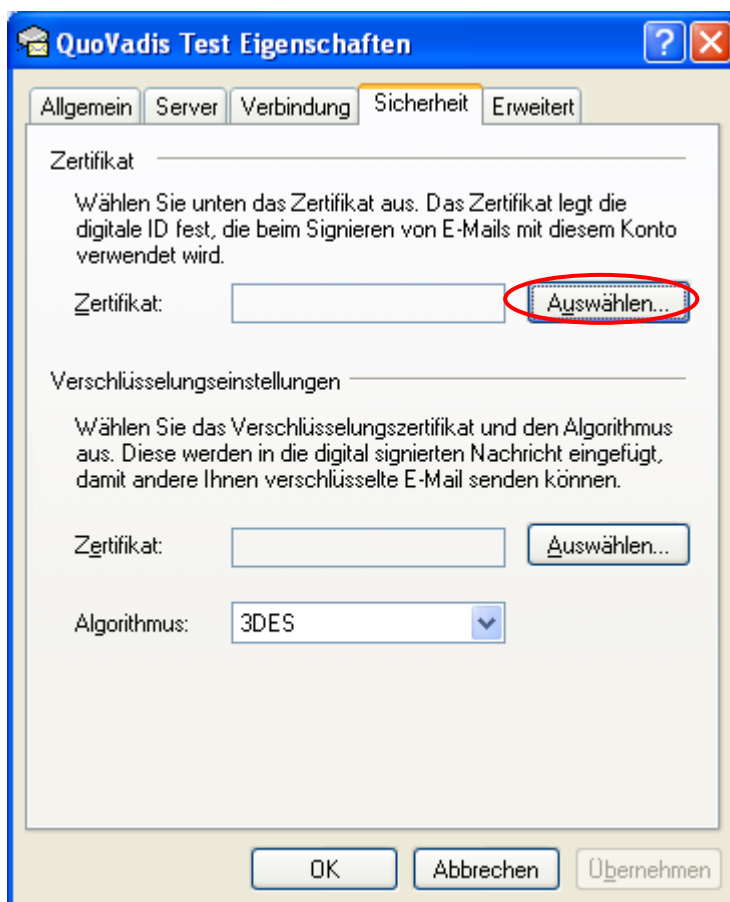 QuoVadis Test Eigenschaften
Allgemein Server Verbindung Sicherheit Erweitert
Zertifikat
Wählen Sie unten das Zertifikat aus. Das Zertifikat legt die
digitale ID fest, die beim Signieren von E-Mails mit diesem Konto
verwendet wird.
Zertifikat: Auswählen...
Verschlüsselungseinstellungen
Wählen Sie das Verschlüsselungszertifikat und den Algorithmus
aus. Diese werden in die digital signierten Nachricht eingefügt,
damit andere Ihnen verschlüsselte E-Mail senden können.
Zertifikat: Auswählen...
Algorithmus: 3DES
OK Abbrechen Übernehmen